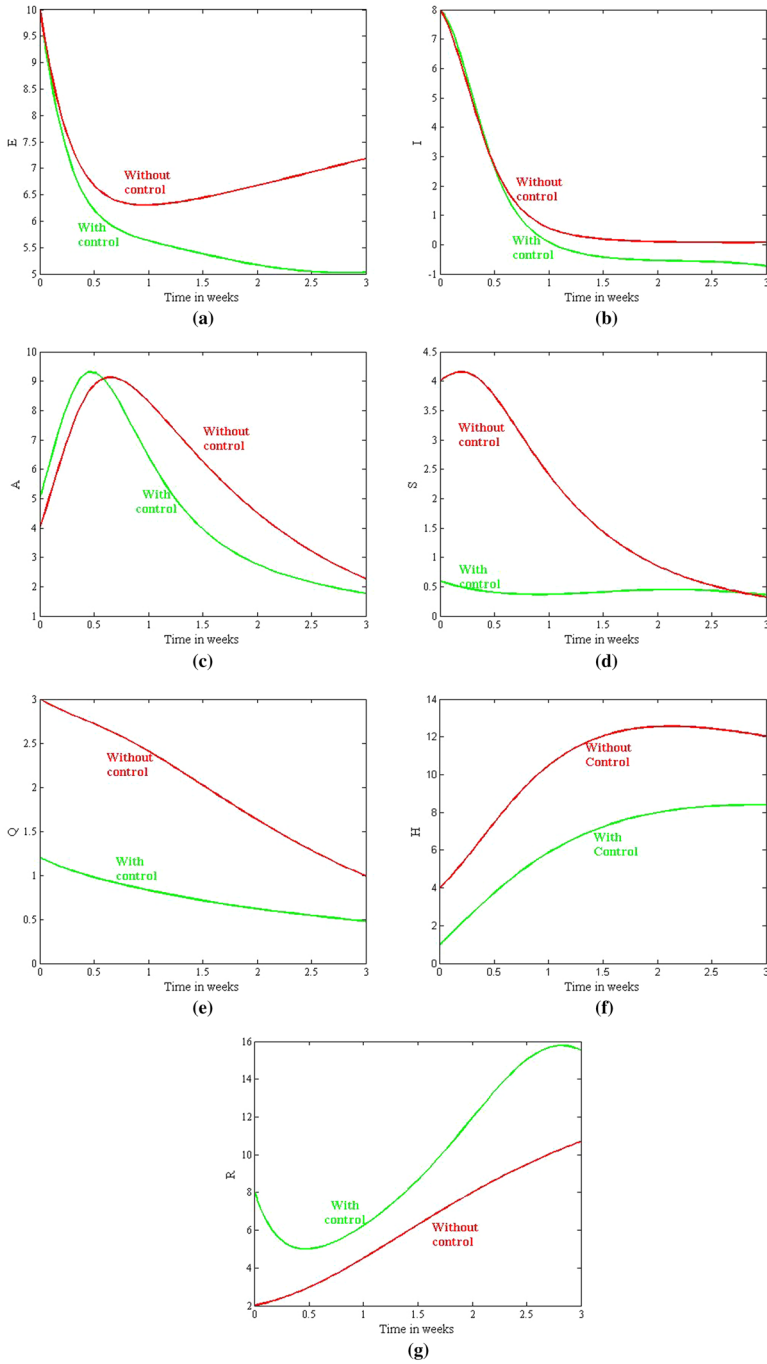 10
9.5
9
8.5
8
7.5
7
6.5
6
5.5
5
E
Without
control
With
control
0 0.5 1 1.5 2 2.5 3
Time in weeks
(a)
8
7
6
5
4
3
2
1
0
-1
I
Without
control
With
control
0 0.5 1 1.5 2 2.5 3
Time in weeks
(b)
10
9
8
7
6
5
4
3
2
1
A
Without
control
With
control
0 0.5 1 1.5 2 2.5 3
Time in weeks
(c)
4.5
4
3.5
3
2.5
2
1.5
1
0.5
0
S
Without
control
With
control
0 0.5 1 1.5 2 2.5 3
Time in weeks
(d)
3
2.5
2
1.5
1
0.5
0
Q
Without
control
With
control
0 0.5 1 1.5 2 2.5 3
Time in weeks
(e)
14
12
10
8
6
4
2
0
H
Without
Control
With
Control
0 0.5 1 1.5 2 2.5 3
Time in weeks
(f)
16
14
12
10
8
6
4
2
R
With
control
Without
control
0 0.5 1 1.5 2 2.5 3
Time in weeks
(g)